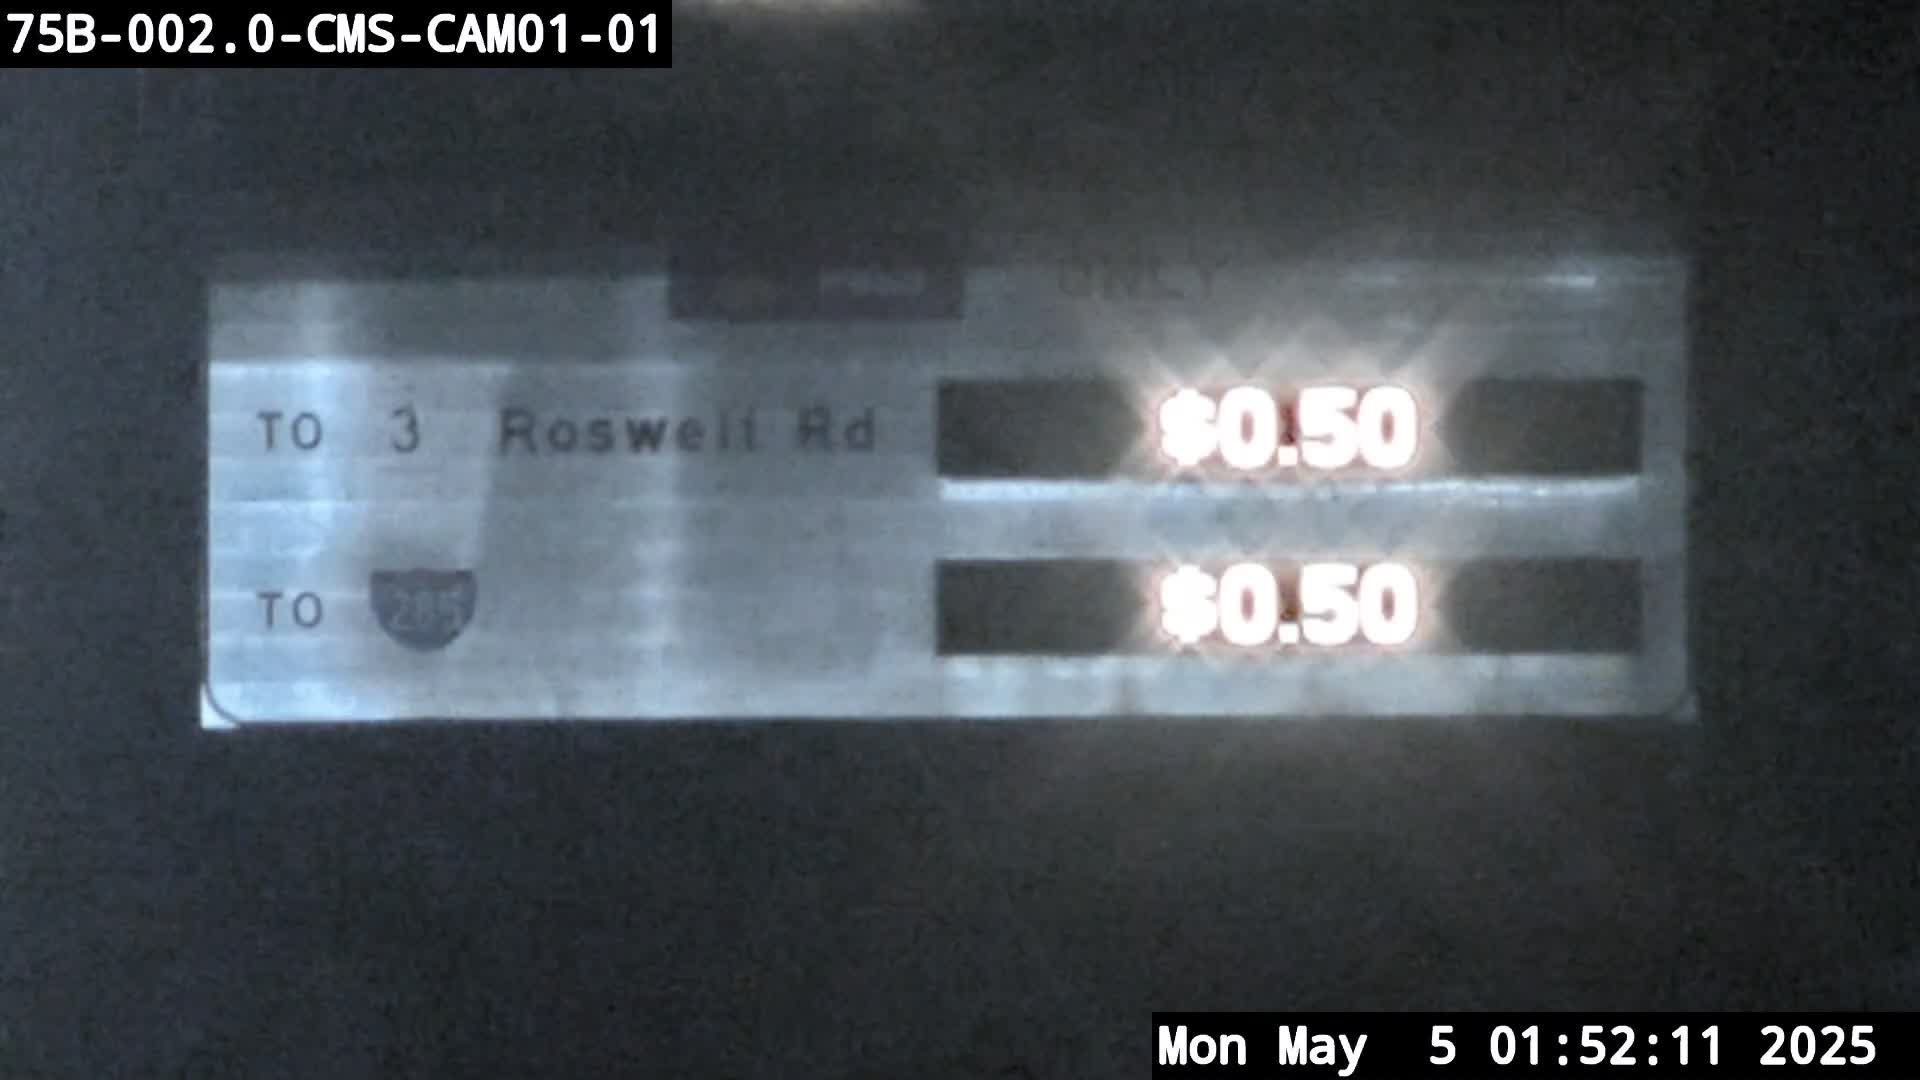 75B-002.0-CMS-CAM01-01
ONLY
TO 3 Roswell Rd $0.50
TO 285 $0.50
Mon May 5 01:52:11 2025